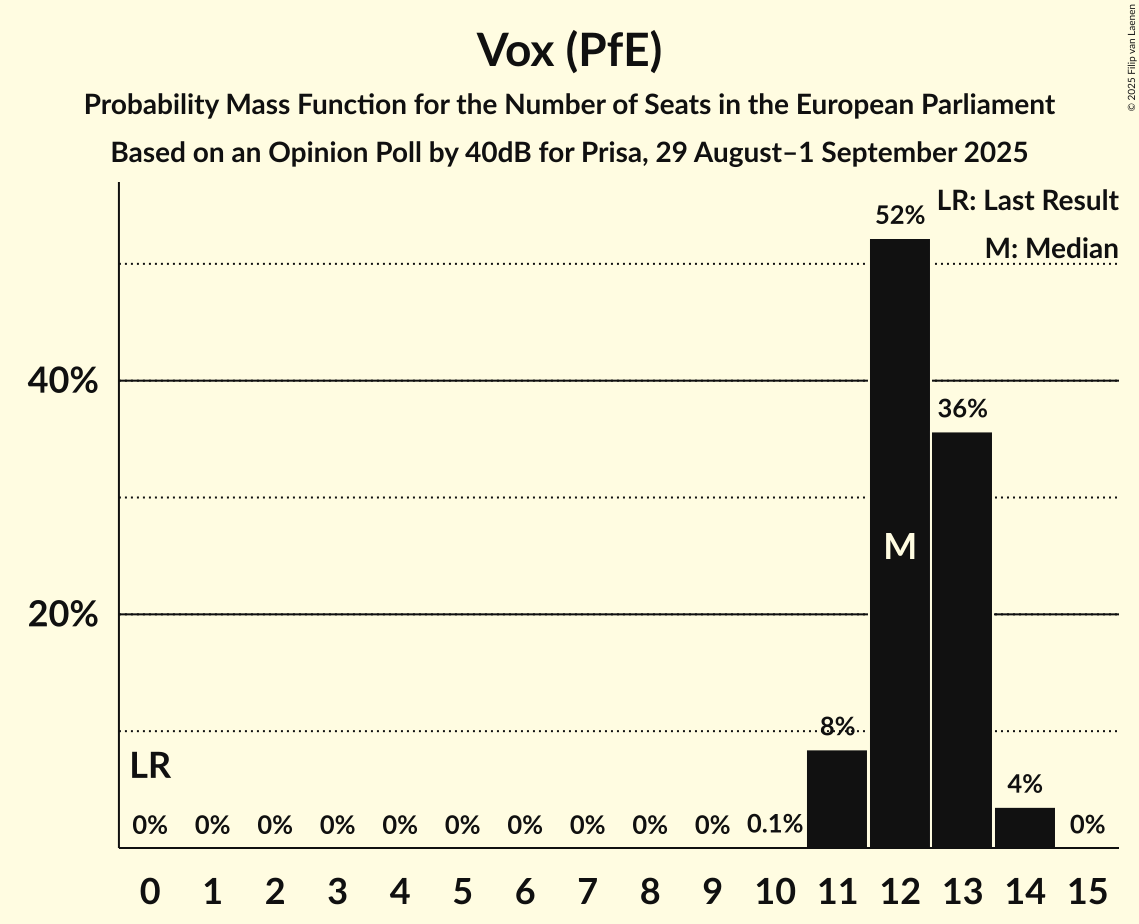 Vox (PfE)
Probability Mass Function for the Number of Seats in the European Parliament
Based on an Opinion Poll by 40dB for Prisa, 29 August–1 September 2025
© 2025 Filip van Laenen
LR: Last Result
M: Median
52%
40%
36%
M
20%
8%
LR
4%
0% 0% 0% 0% 0% 0% 0% 0% 0% 0% 0.1% 0%
0 1 2 3 4 5 6 7 8 9 10 11 12 13 14 15